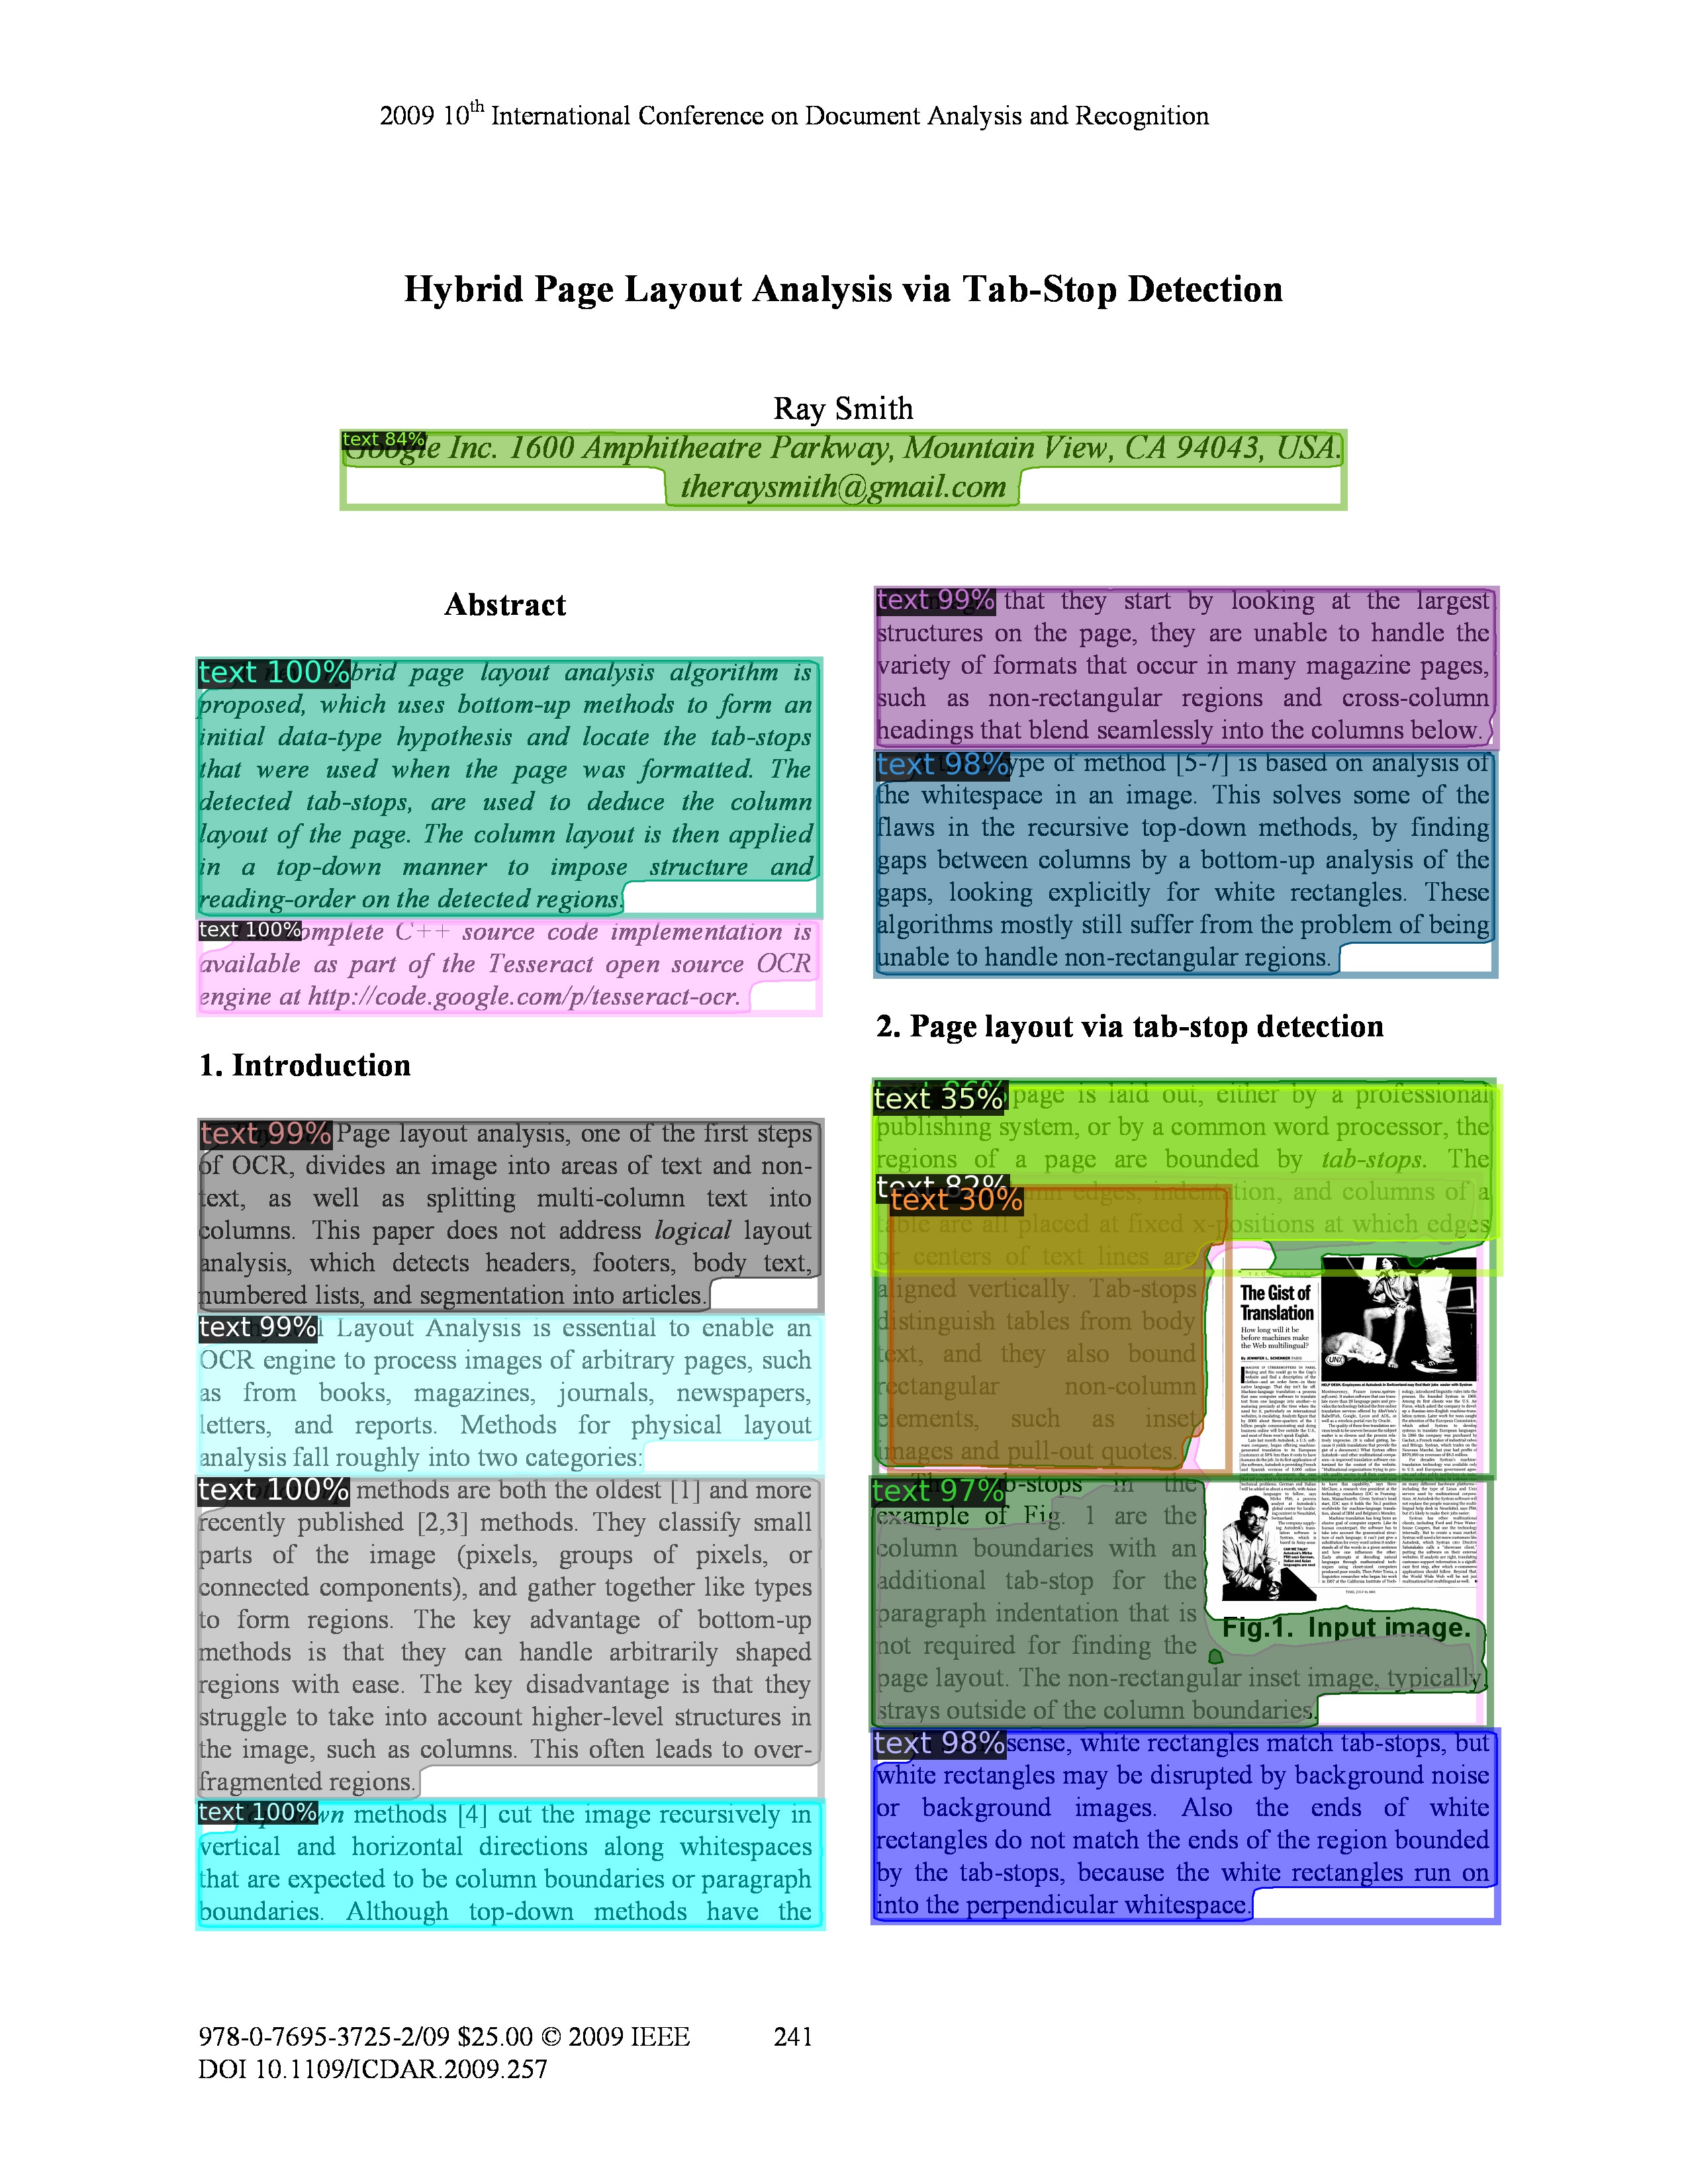 2009 10th International Conference on Document Analysis and Recognition
Hybrid Page Layout Analysis via Tab-Stop Detection
Ray Smith
text 84%
Google Inc. 1600 Amphitheatre Parkway, Mountain View, CA 94043, USA.
theraysmith@gmail.com
Abstract
text 100%
brid page layout analysis algorithm is
proposed, which uses bottom-up methods to form an
initial data-type hypothesis and locate the tab-stops
that were used when the page was formatted. The
detected tab-stops, are used to deduce the column
layout of the page. The column layout is then applied
in a top-down manner to impose structure and
reading-order on the detected regions.
text 100%
omplete C++ source code implementation is
available as part of the Tesseract open source OCR
engine at http://code.google.com/p/tesseract-ocr.
1. Introduction
text 99%
Page layout analysis, one of the first steps
of OCR, divides an image into areas of text and non-
text, as well as splitting multi-column text into
columns. This paper does not address logical layout
analysis, which detects headers, footers, body text,
numbered lists, and segmentation into articles.
text 99%
l Layout Analysis is essential to enable an
OCR engine to process images of arbitrary pages, such
as from books, magazines, journals, newspapers,
letters, and reports. Methods for physical layout
analysis fall roughly into two categories:
text 100%
methods are both the oldest [1] and more
recently published [2,3] methods. They classify small
parts of the image (pixels, groups of pixels, or
connected components), and gather together like types
to form regions. The key advantage of bottom-up
methods is that they can handle arbitrarily shaped
regions with ease. The key disadvantage is that they
struggle to take into account higher-level structures in
the image, such as columns. This often leads to over-
fragmented regions.
text 100%
wn methods [4] cut the image recursively in
vertical and horizontal directions along whitespaces
that are expected to be column boundaries or paragraph
boundaries. Although top-down methods have the
text 99%
that they start by looking at the largest
structures on the page, they are unable to handle the
variety of formats that occur in many magazine pages,
such as non-rectangular regions and cross-column
headings that blend seamlessly into the columns below.
text 98%
ype of method [5-7] is based on analysis of
the whitespace in an image. This solves some of the
flaws in the recursive top-down methods, by finding
gaps between columns by a bottom-up analysis of the
gaps, looking explicitly for white rectangles. These
algorithms mostly still suffer from the problem of being
unable to handle non-rectangular regions.
2. Page layout via tab-stop detection
text 35%
page is laid out, either by a professional
publishing system, or by a common word processor, the
regions of a page are bounded by tab-stops. The
text 82%
text 30%
mn edges, indentation, and columns of a
table are all placed at fixed x-positions at which edges
or centers of text lines are
aligned vertically. Tab-stops
distinguish tables from body
text, and they also bound
rectangular non-column
elements, such as inset
images and pull-out quotes.
The Gist of
Translation
How long will it be
before machines make
the Web multilingual?
By JENNIFER L. SCHENKER PARIS
text 97%
b-stops in the
example of Fig. 1 are the
column boundaries with an
additional tab-stop for the
paragraph indentation that is
not required for finding the
Fig.1. Input image.
page layout. The non-rectangular inset image, typically
strays outside of the column boundaries.
text 98%
sense, white rectangles match tab-stops, but
white rectangles may be disrupted by background noise
or background images. Also the ends of white
rectangles do not match the ends of the region bounded
by the tab-stops, because the white rectangles run on
into the perpendicular whitespace.
978-0-7695-3725-2/09 $25.00 © 2009 IEEE
241
DOI 10.1109/ICDAR.2009.257